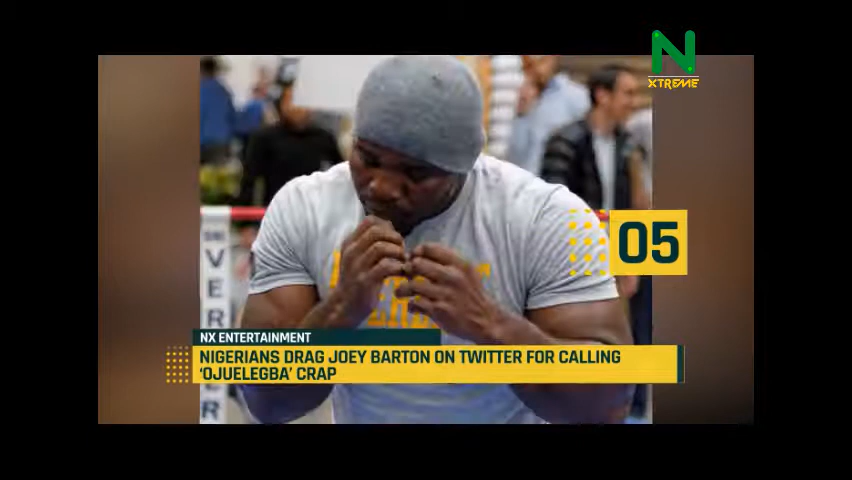 N
XTREME
05
NX ENTERTAINMENT
NIGERIANS DRAG JOEY BARTON ON TWITTER FOR CALLING
'OJUELEGBA' CRAP